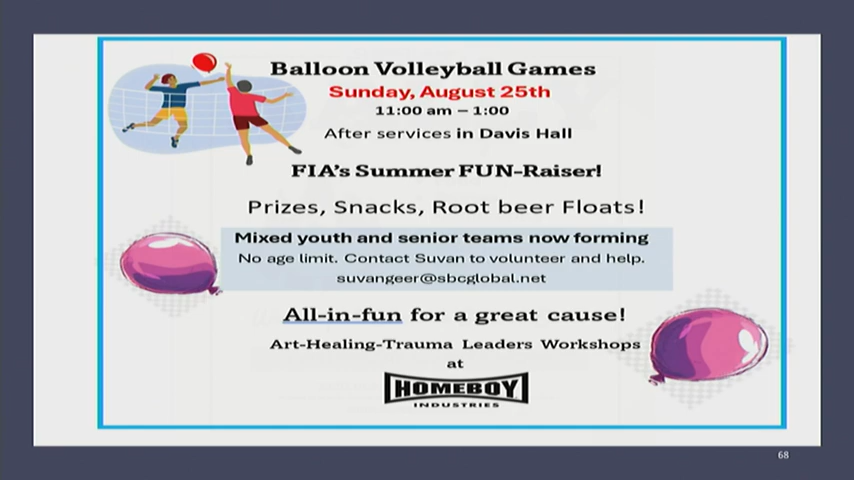 Balloon Volleyball Games
Sunday, August 25th
11:00 am – 1:00
After services in Davis Hall
FIA's Summer FUN-Raiser!
Prizes, Snacks, Root beer Floats!
Mixed youth and senior teams now forming
No age limit. Contact Suvan to volunteer and help.
suvangeer@sbcglobal.net
All-in-fun for a great cause!
Art-Healing-Trauma Leaders Workshops
at
HOMEBOY
INDUSTRIES
68